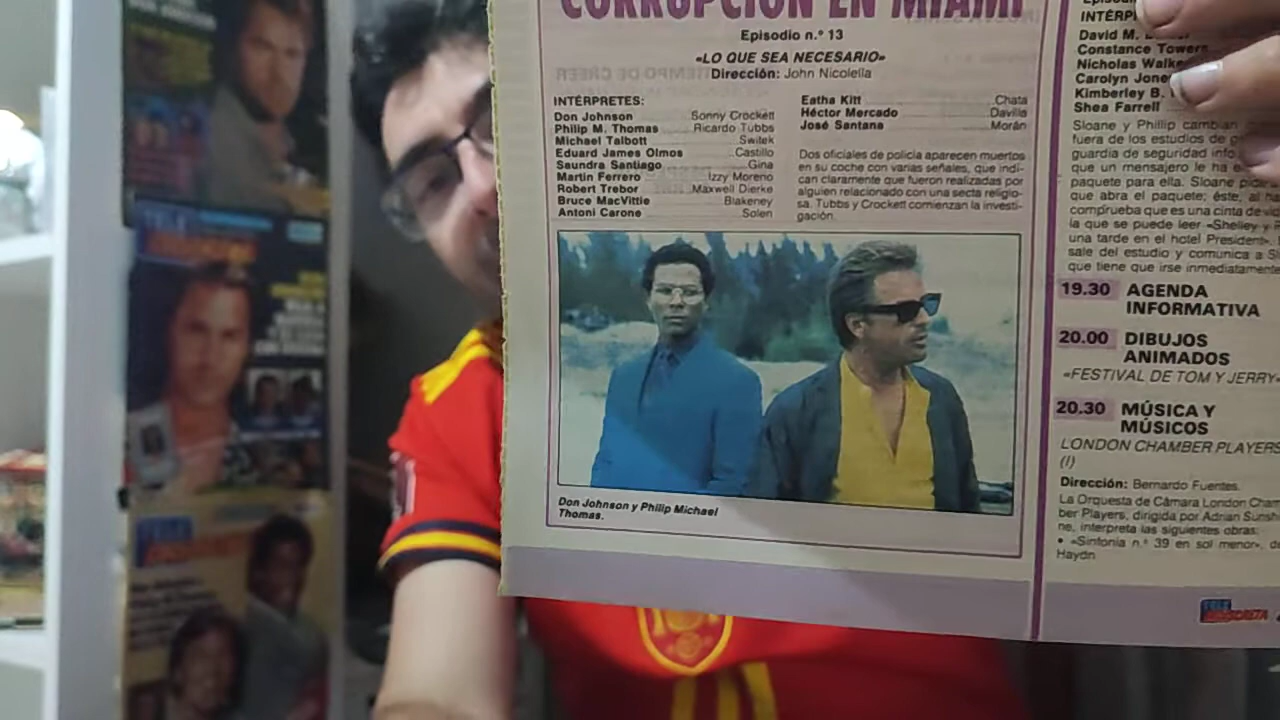 CORRUPCIÓN EN MIAMI
Episodio n.º 13
«LO QUE SEA NECESARIO»
Dirección: John Nicolella
INTÉRPRETES:
Don Johnson Sonny Crockett
Philip M. Thomas Ricardo Tubbs
Michael Talbott Switek
Eduard James Olmos Castillo
Saundra Santiago Gina
Martin Ferrero Izzy Moreno
Robert Trebor Maxwell Dierke
Bruce MacVittie Blakeney
Antoni Carone Solen
Eatha Kitt Chata
Héctor Mercado Davilla
José Santana Morán
Dos oficiales de policía aparecen muertos
en su coche con varias señales, que indi-
can claramente que fueron realizadas por
alguien relacionado con una secta religio-
sa. Tubbs y Crockett comienzan la investi-
gación.
Don Johnson y Philip Michael
Thomas.
INTÉRP
David M.
Constance Towers
Nicholas Walke
Carolyn Jone
Kimberley B.
Shea Farrell
Sloane y Phillip cambian
fuera de los estudios de g
guardia de seguridad info
que un mensajero le ha e
paquete para ella. Sloane pide
que abra el paquete; éste, al ha
comprueba que es una cinta de vid
la que se puede leer «Shelley y P
una tarde en el hotel President».
sale del estudio y comunica a Sl
que tiene que irse inmediatamente
19.30 AGENDA
INFORMATIVA
20.00 DIBUJOS
ANIMADOS
«FESTIVAL DE TOM Y JERRY»
20.30 MÚSICA Y
MÚSICOS
LONDON CHAMBER PLAYERS
(I)
Dirección: Bernardo Fuentes.
La Orquesta de Cámara London Cham
ber Players, dirigida por Adrian Sunsh
ne, interpreta las siguientes obras:
• «Sinfonía n.º 39 en sol menor», de
Haydn
TELE
INDISCRETA
TELE
TELE